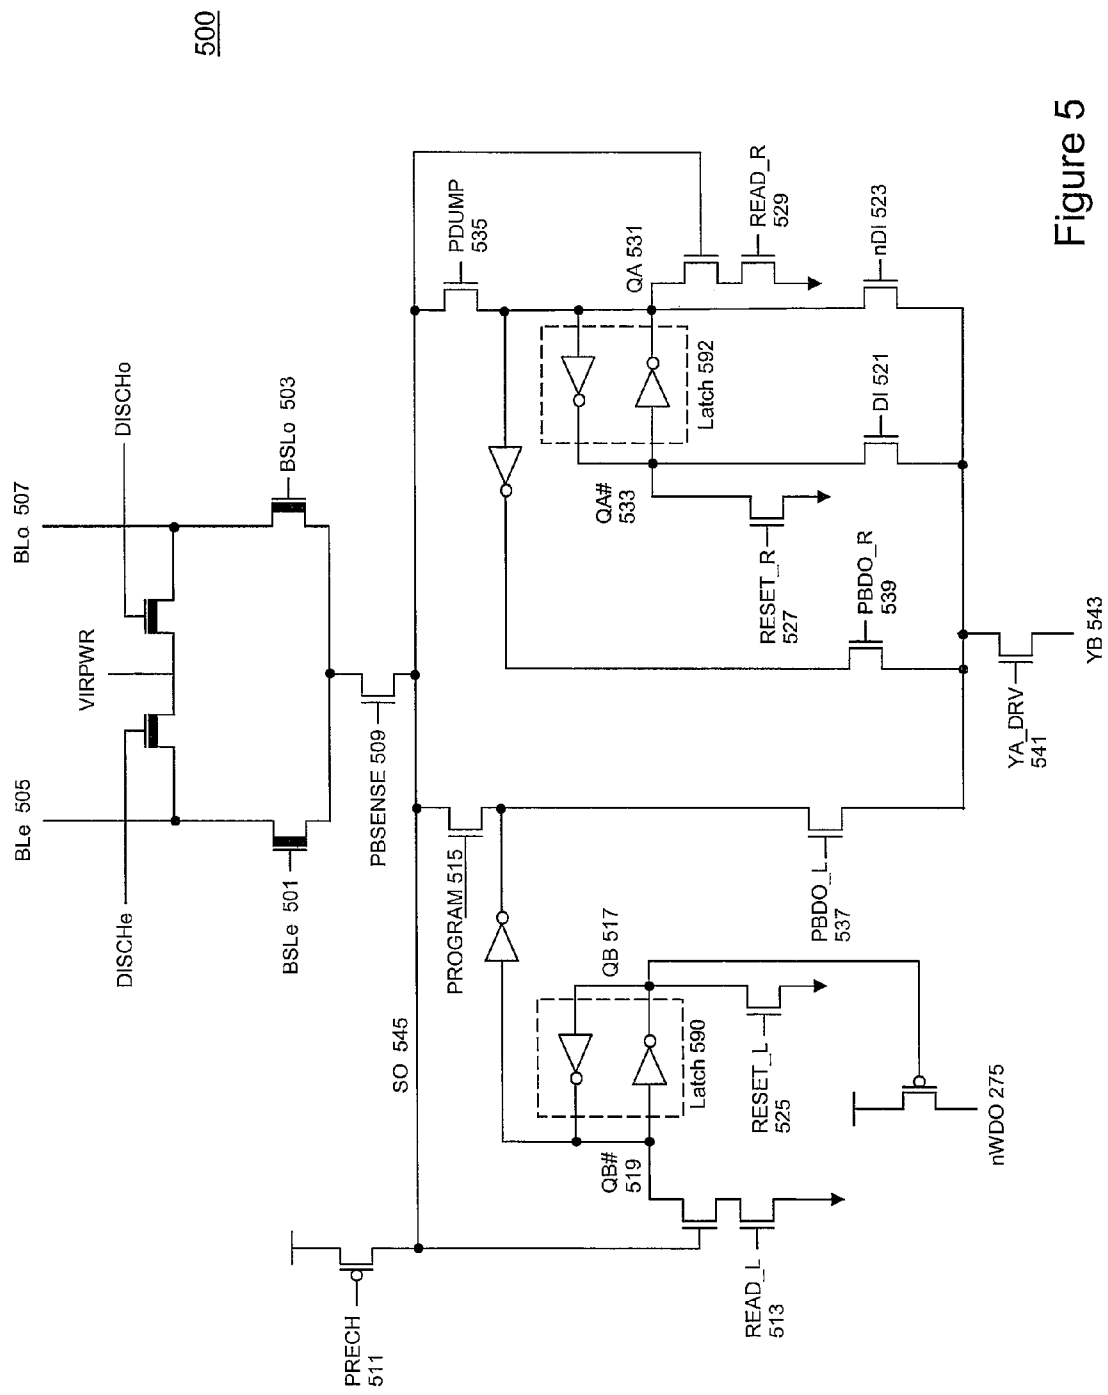 500
BLe 505
BLo 507
DISCHe
VIRPWR
DISCHo
BSLe 501
BSLo 503
PBSENSE 509
PRECH
511
SO 545
PROGRAM 515
PDUMP
535
QB#
519
QB 517
Latch 590
READ_L
513
RESET_L
525
nWDO 275
PBDO_L
537
QA#
533
QA 531
Latch 592
RESET_R
527
READ_R
529
PBDO_R
539
DI 521
nDI 523
YA_DRV
541
YB 543
Figure 5